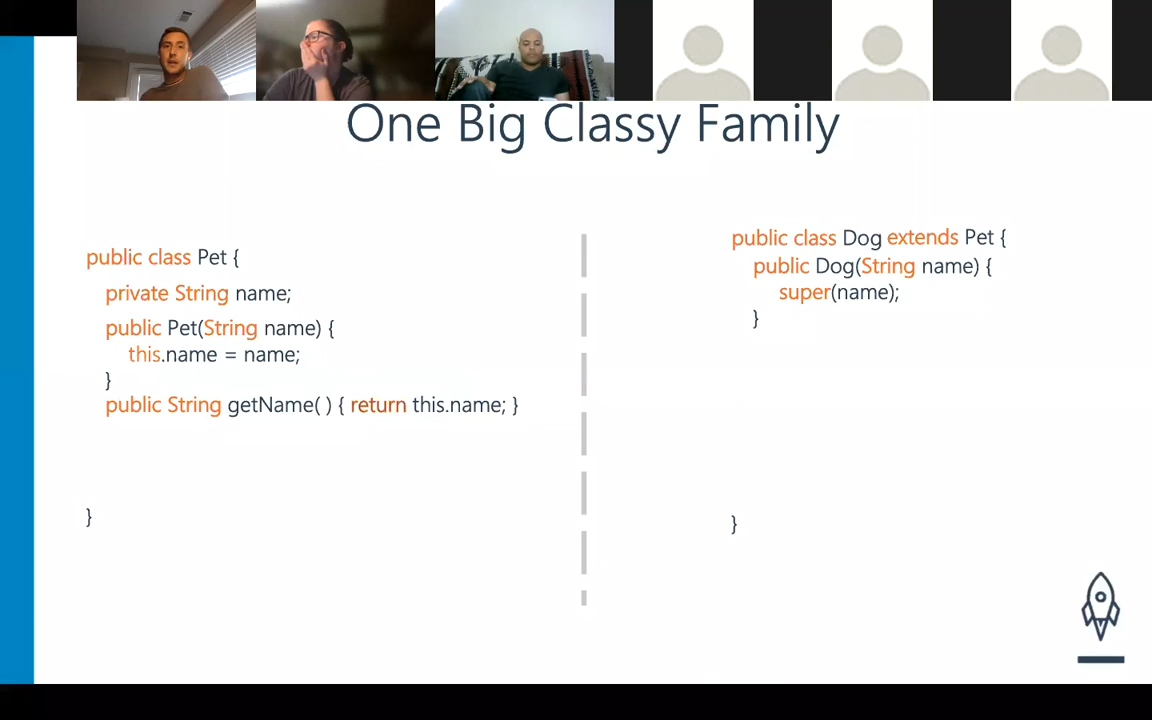 One Big Classy Family
public class Pet {
private String name;
public Pet(String name) {
this.name = name;
}
public String getName( ) { return this.name; }
}
public class Dog extends Pet {
public Dog(String name) {
super(name);
}
}